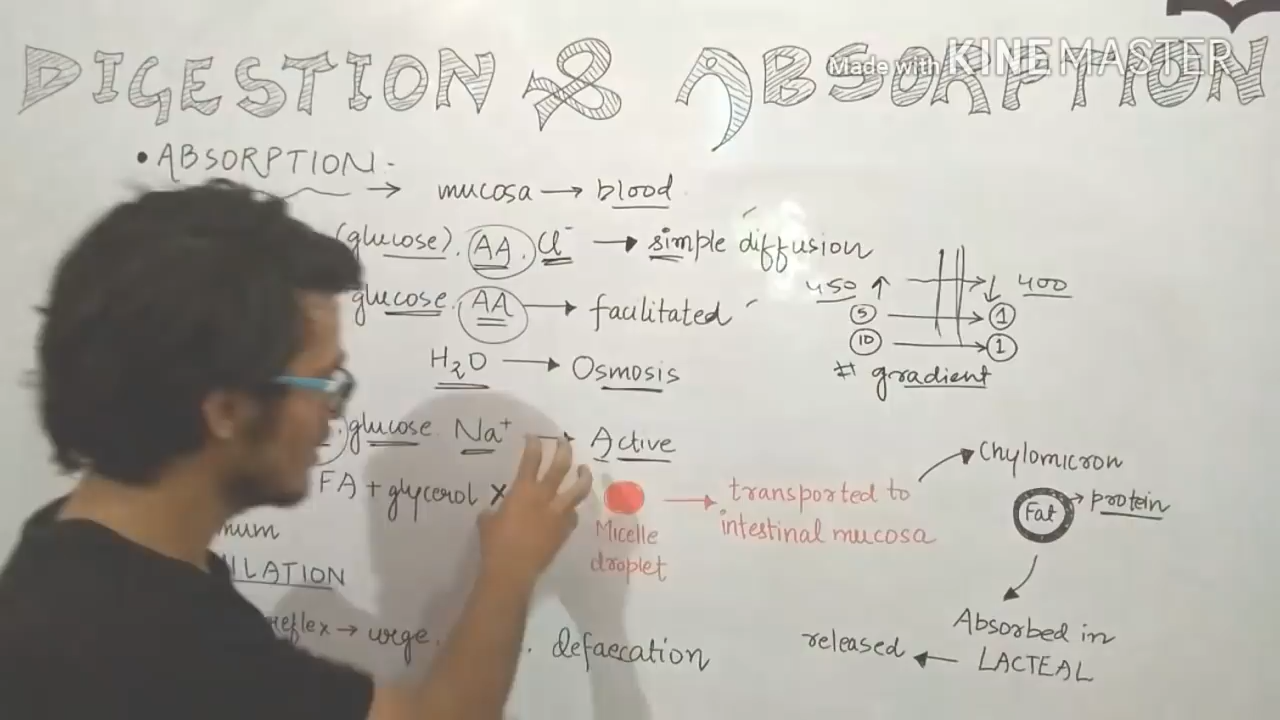 Made with KINEMASTER
DIGESTION & ABSORPTION
• ABSORPTION:-
→ mucosa → blood
(glucose). AA. Cl⁻ → simple diffusion
glucose. AA → facilitated
H₂O → Osmosis
glucose. Na⁺ → Active
FA + glycerol x
Micelle
droplet
→ transported to
intestinal mucosa
450 ↑ → ↓ 400
5 → 1
10 → 1
# gradient
Chylomicron
Fat → protein
Absorbed in
LACTEAL
released
reflex → urge.
defaecation